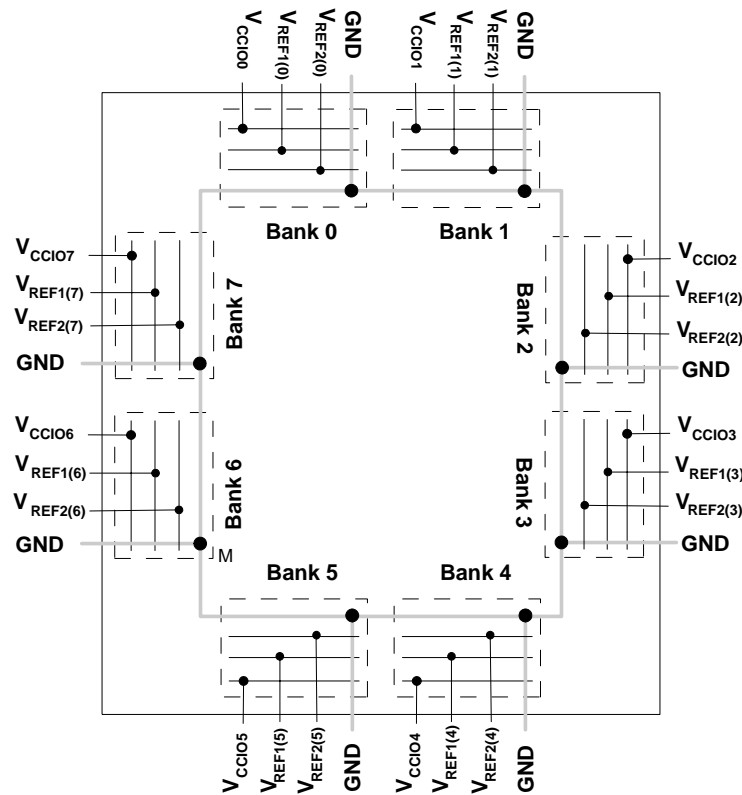 VCCIO0
VREF1(0)
VREF2(0)
GND
VCCIO1
VREF1(1)
VREF2(1)
GND
Bank 0
Bank 1
VCCIO7
VREF1(7)
VREF2(7)
GND
Bank 7
Bank 2
VCCIO2
VREF1(2)
VREF2(2)
GND
VCCIO6
VREF1(6)
VREF2(6)
GND
Bank 6
M
Bank 3
VCCIO3
VREF1(3)
VREF2(3)
GND
Bank 5
Bank 4
VCCIO5
VREF1(5)
VREF2(5)
GND
VCCIO4
VREF1(4)
VREF2(4)
GND